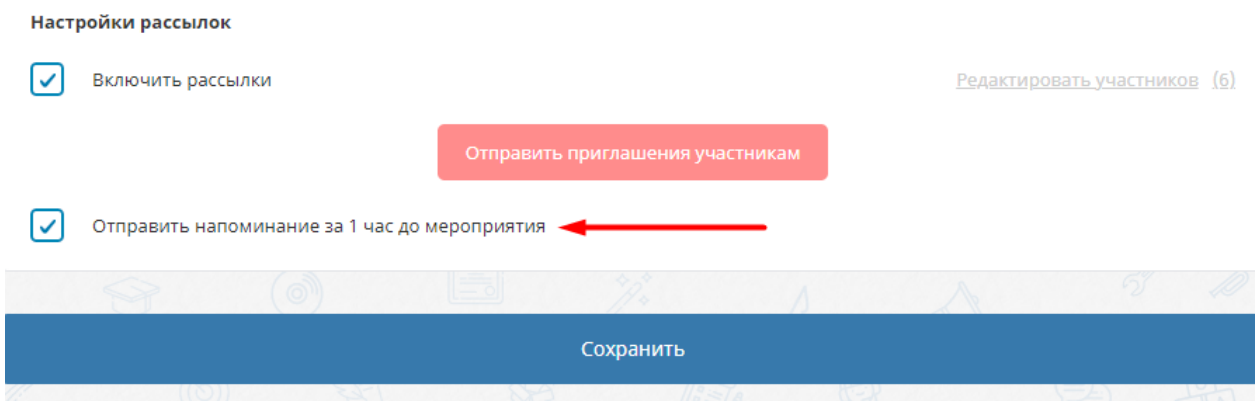 Настройки рассылок
Включить рассылки
Редактировать участников (6)
Отправить приглашения участникам
Отправить напоминание за 1 час до мероприятия
Сохранить